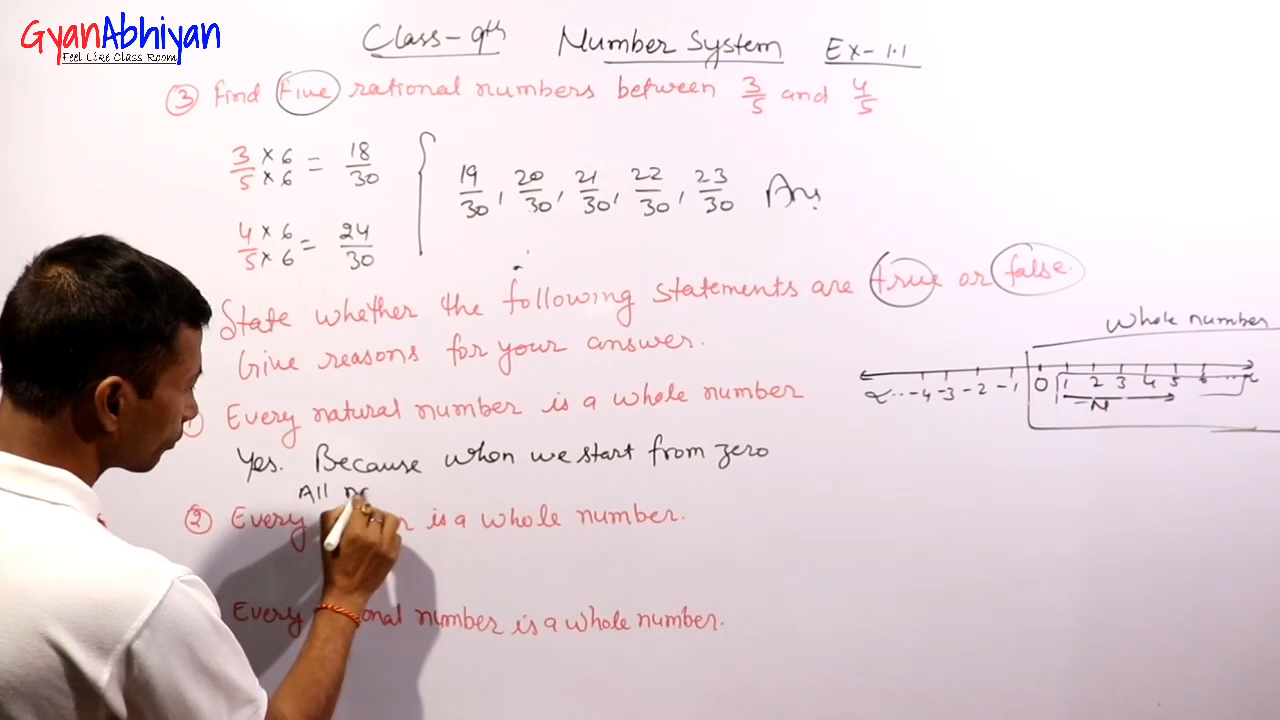 GyanAbhiyan
Feel Like Class Room
Class-9th Number System Ex-1.1
③ Find Five rational numbers between 3/5 and 4/5
3/5 × 6/× 6 = 18/30
19/30, 20/30, 21/30, 22/30, 23/30 Ans
4/5 × 6/× 6 = 24/30
State whether the following statements are true or false.
Give reasons for your answer.
Whole number
∝...-4 -3 -2 -1 0 1 2 3 4 5 6 ...
N
Every natural number is a whole number
Yes. Because when we start from zero
All
② Every is a whole number.
Every onal number is a whole number.